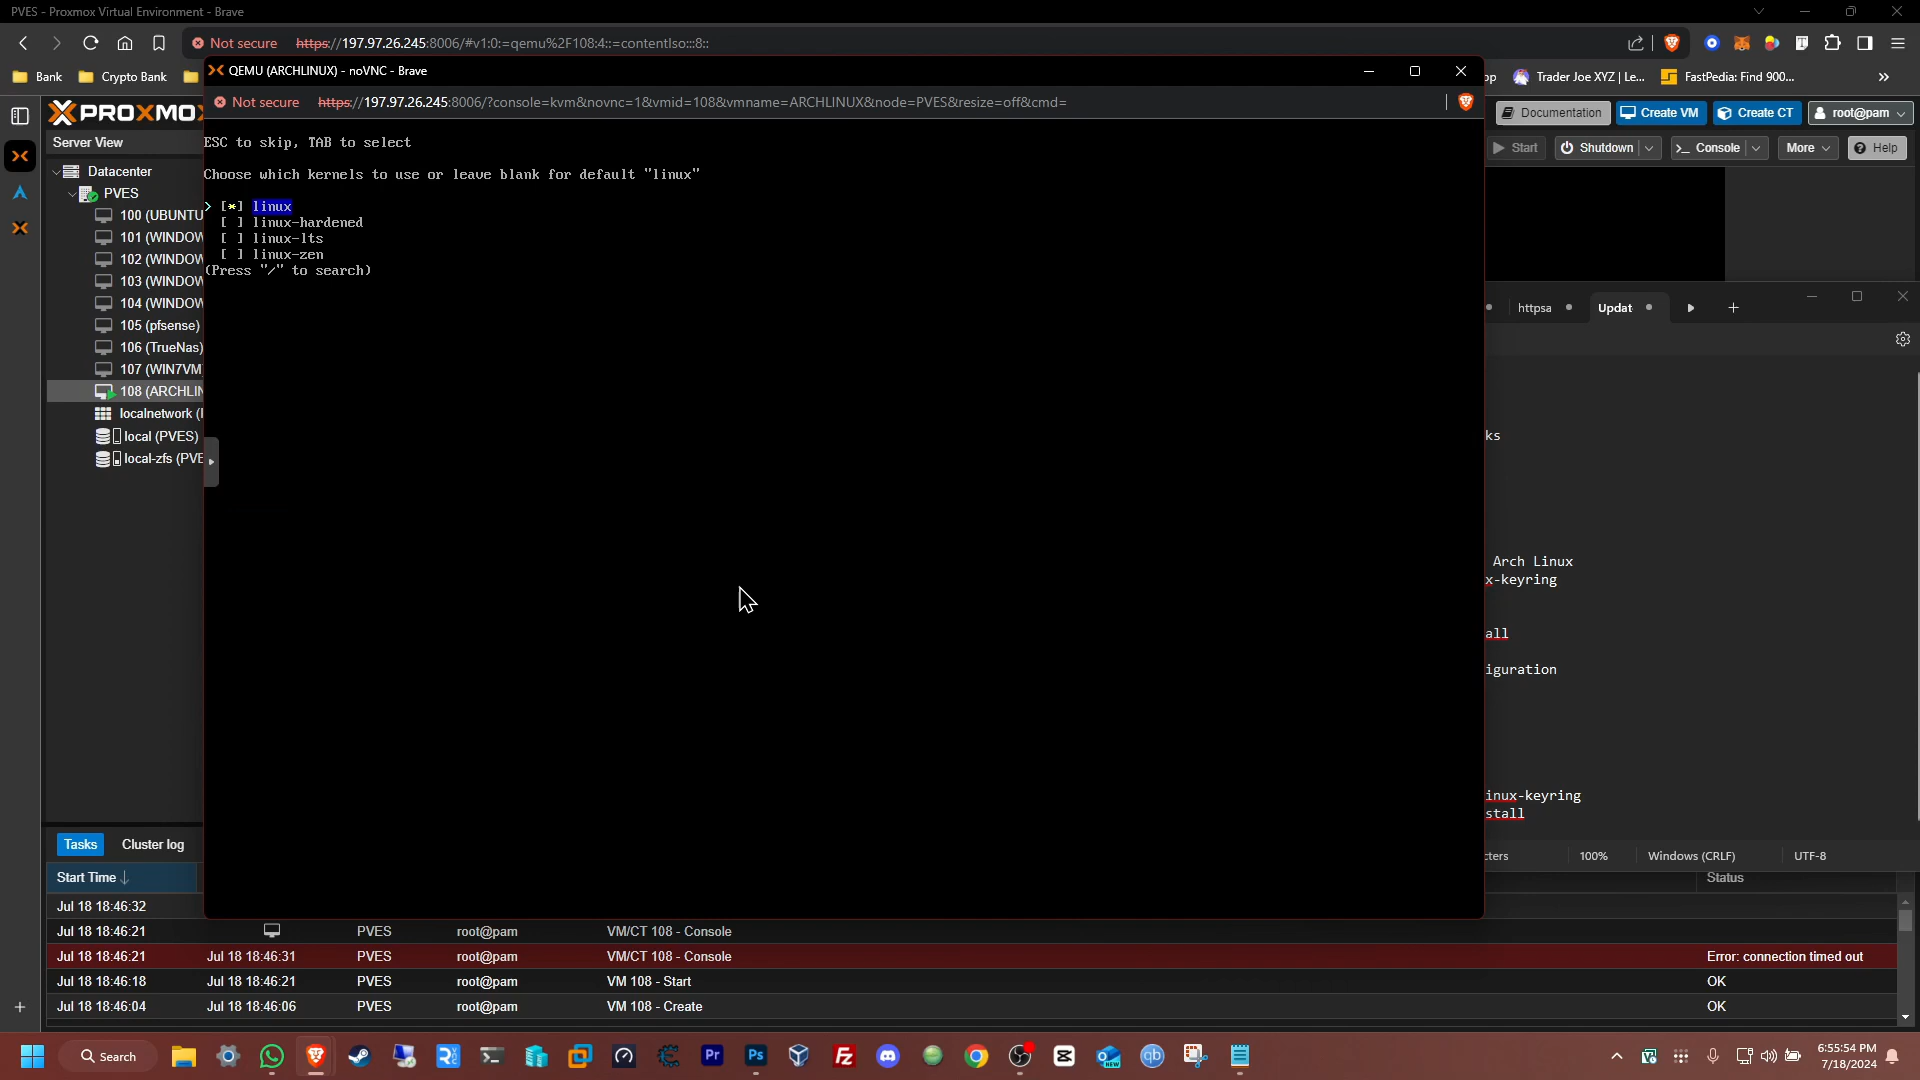 PVES - Proxmox Virtual Environment - Brave
Not secure https://197.97.26.245:8006/#v1:0:=qemu%2F108:4::=contentIso:::8::
Bank
Crypto Bank
Trader Joe XYZ | Le...
FastPedia: Find 900...
QEMU (ARCHLINUX) - noVNC - Brave
Not secure https://197.97.26.245:8006/?console=kvm&novnc=1&vmid=108&vmname=ARCHLINUX&node=PVES&resize=off&cmd=
PROXMOX
Documentation
Create VM
Create CT
root@pam
Server View
Start
Shutdown
Console
More
Help
Datacenter
PVES
100 (UBUNTU
101 (WINDOW
102 (WINDOW
103 (WINDOW
104 (WINDOW
105 (pfsense)
106 (TrueNas)
107 (WIN7VM)
108 (ARCHLIN
localnetwork (
local (PVES)
local-zfs (PVE
ESC to skip, TAB to select
Choose which kernels to use or leave blank for default "linux"
> [*] linux
[ ] linux-hardened
[ ] linux-lts
[ ] linux-zen
(Press "/" to search)
httpsa
Updat
ks
Arch Linux
x-keyring
all
iguration
inux-keyring
stall
cters
100%
Windows (CRLF)
UTF-8
Tasks
Cluster log
Start Time
Status
Jul 18 18:46:32
Jul 18 18:46:21 PVES root@pam VM/CT 108 - Console
Jul 18 18:46:21 Jul 18 18:46:31 PVES root@pam VM/CT 108 - Console Error: connection timed out
Jul 18 18:46:18 Jul 18 18:46:21 PVES root@pam VM 108 - Start OK
Jul 18 18:46:04 Jul 18 18:46:06 PVES root@pam VM 108 - Create OK
Search
Pr
Ps
Fz
qb
NEW
6:55:54 PM
7/18/2024